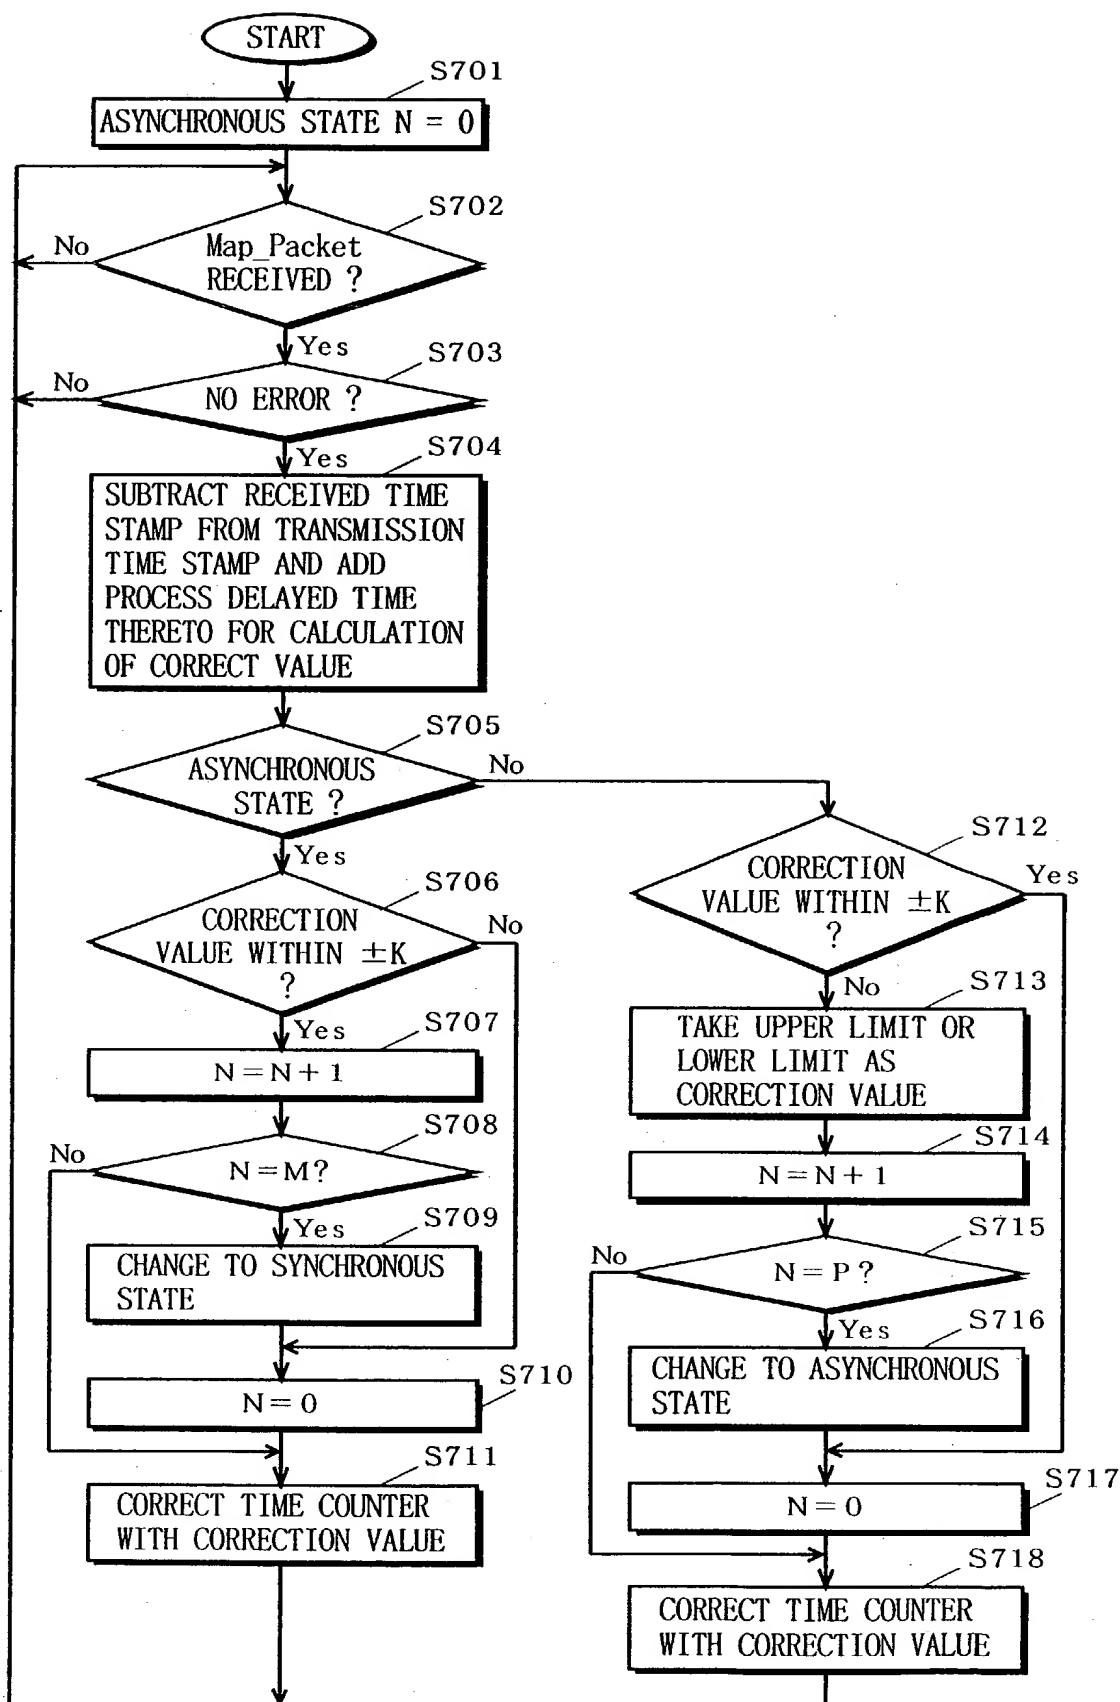 START
S701
ASYNCHRONOUS STATE N = 0
S702
No
Map_Packet
RECEIVED ?
Yes
S703
No
NO ERROR ?
Yes
S704
SUBTRACT RECEIVED TIME
STAMP FROM TRANSMISSION
TIME STAMP AND ADD
PROCESS DELAYED TIME
THERETO FOR CALCULATION
OF CORRECT VALUE
S705
ASYNCHRONOUS
STATE ?
No
Yes
S706
CORRECTION
VALUE WITHIN ±K
?
No
Yes
S707
N=N+1
S708
No
N=M?
Yes
S709
CHANGE TO SYNCHRONOUS
STATE
S710
N=0
S711
CORRECT TIME COUNTER
WITH CORRECTION VALUE
S712
CORRECTION
VALUE WITHIN ±K
?
Yes
No
S713
TAKE UPPER LIMIT OR
LOWER LIMIT AS
CORRECTION VALUE
S714
N=N+1
S715
No
N=P?
Yes
S716
CHANGE TO ASYNCHRONOUS
STATE
S717
N=0
S718
CORRECT TIME COUNTER
WITH CORRECTION VALUE